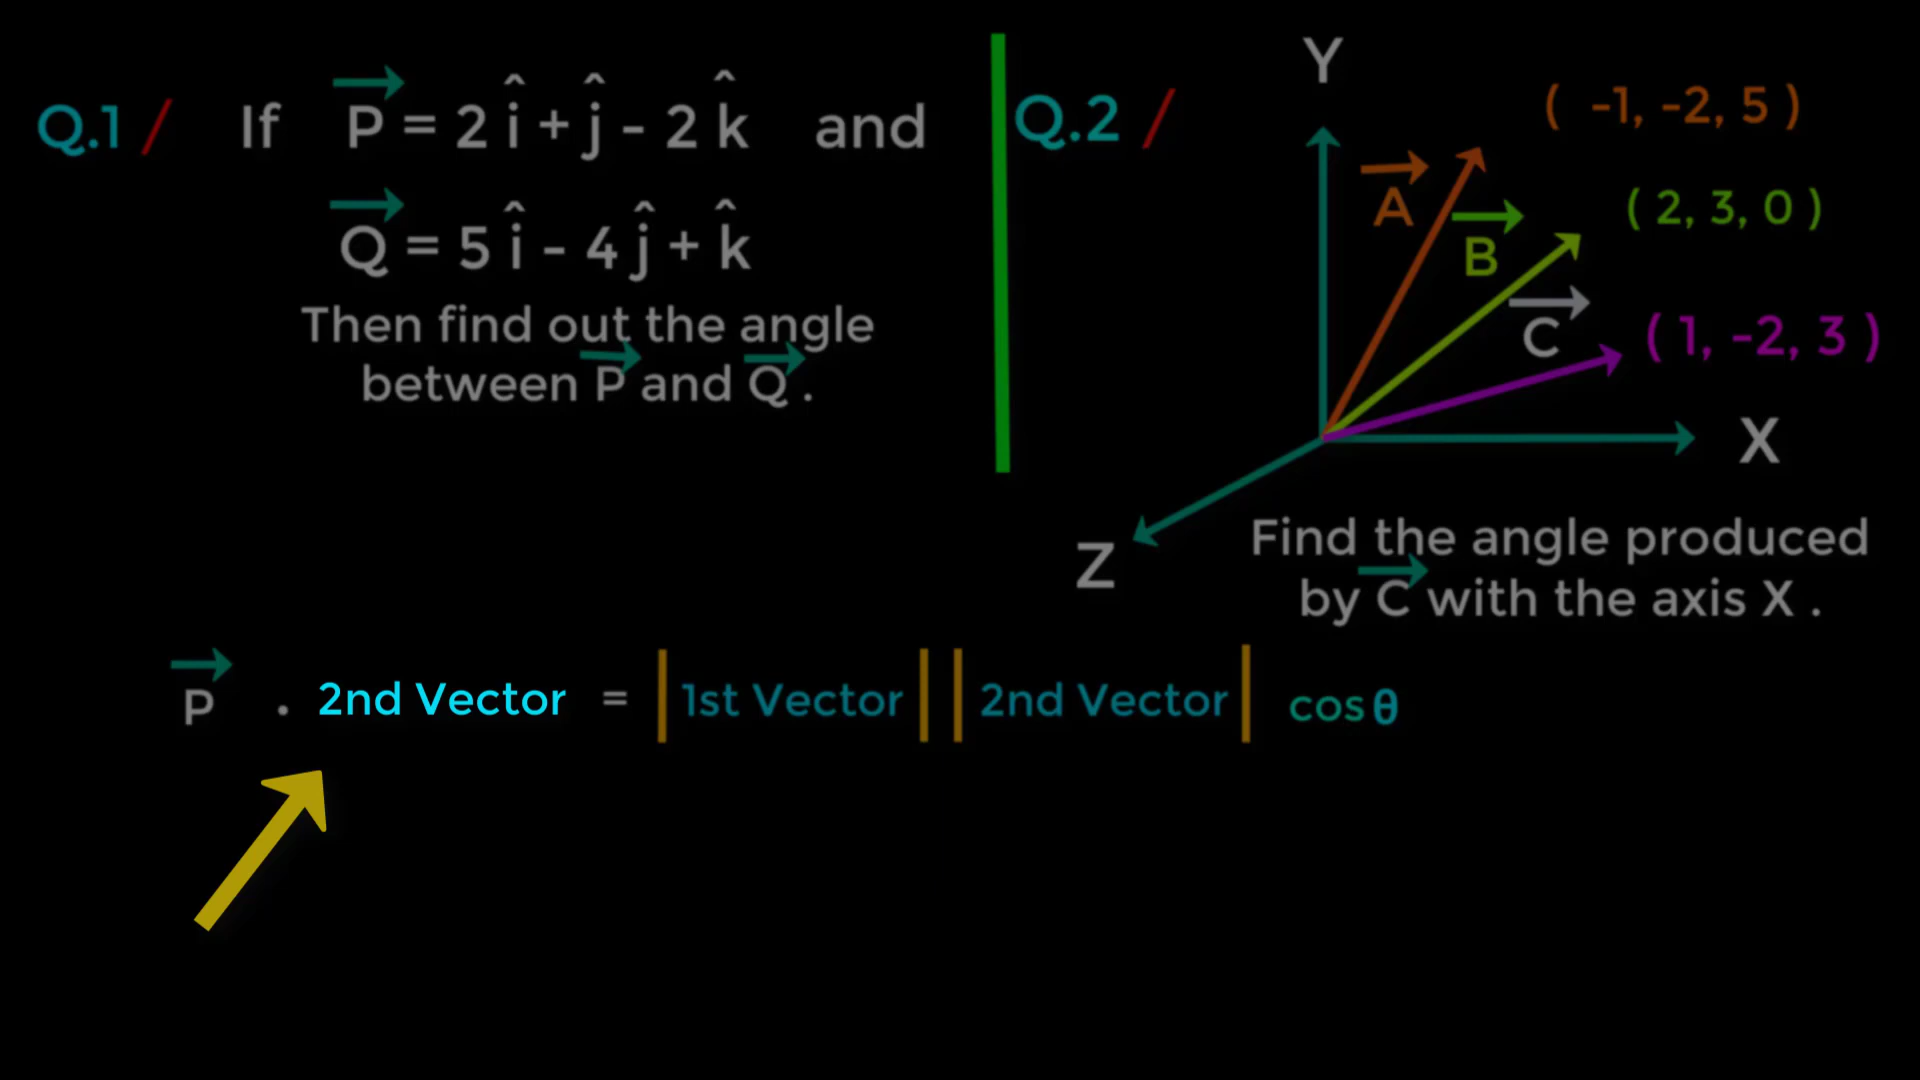 Q.1 / If P = 2 î + ĵ - 2 k̂ and
Q = 5 î - 4 ĵ + k̂
Then find out the angle
between P and Q .
Q.2 /
Y
( -1, -2, 5 )
A
( 2, 3, 0 )
B
( 1, -2, 3 )
C
X
Z
Find the angle produced
by C with the axis X .
P . 2nd Vector = | 1st Vector | | 2nd Vector | cos θ